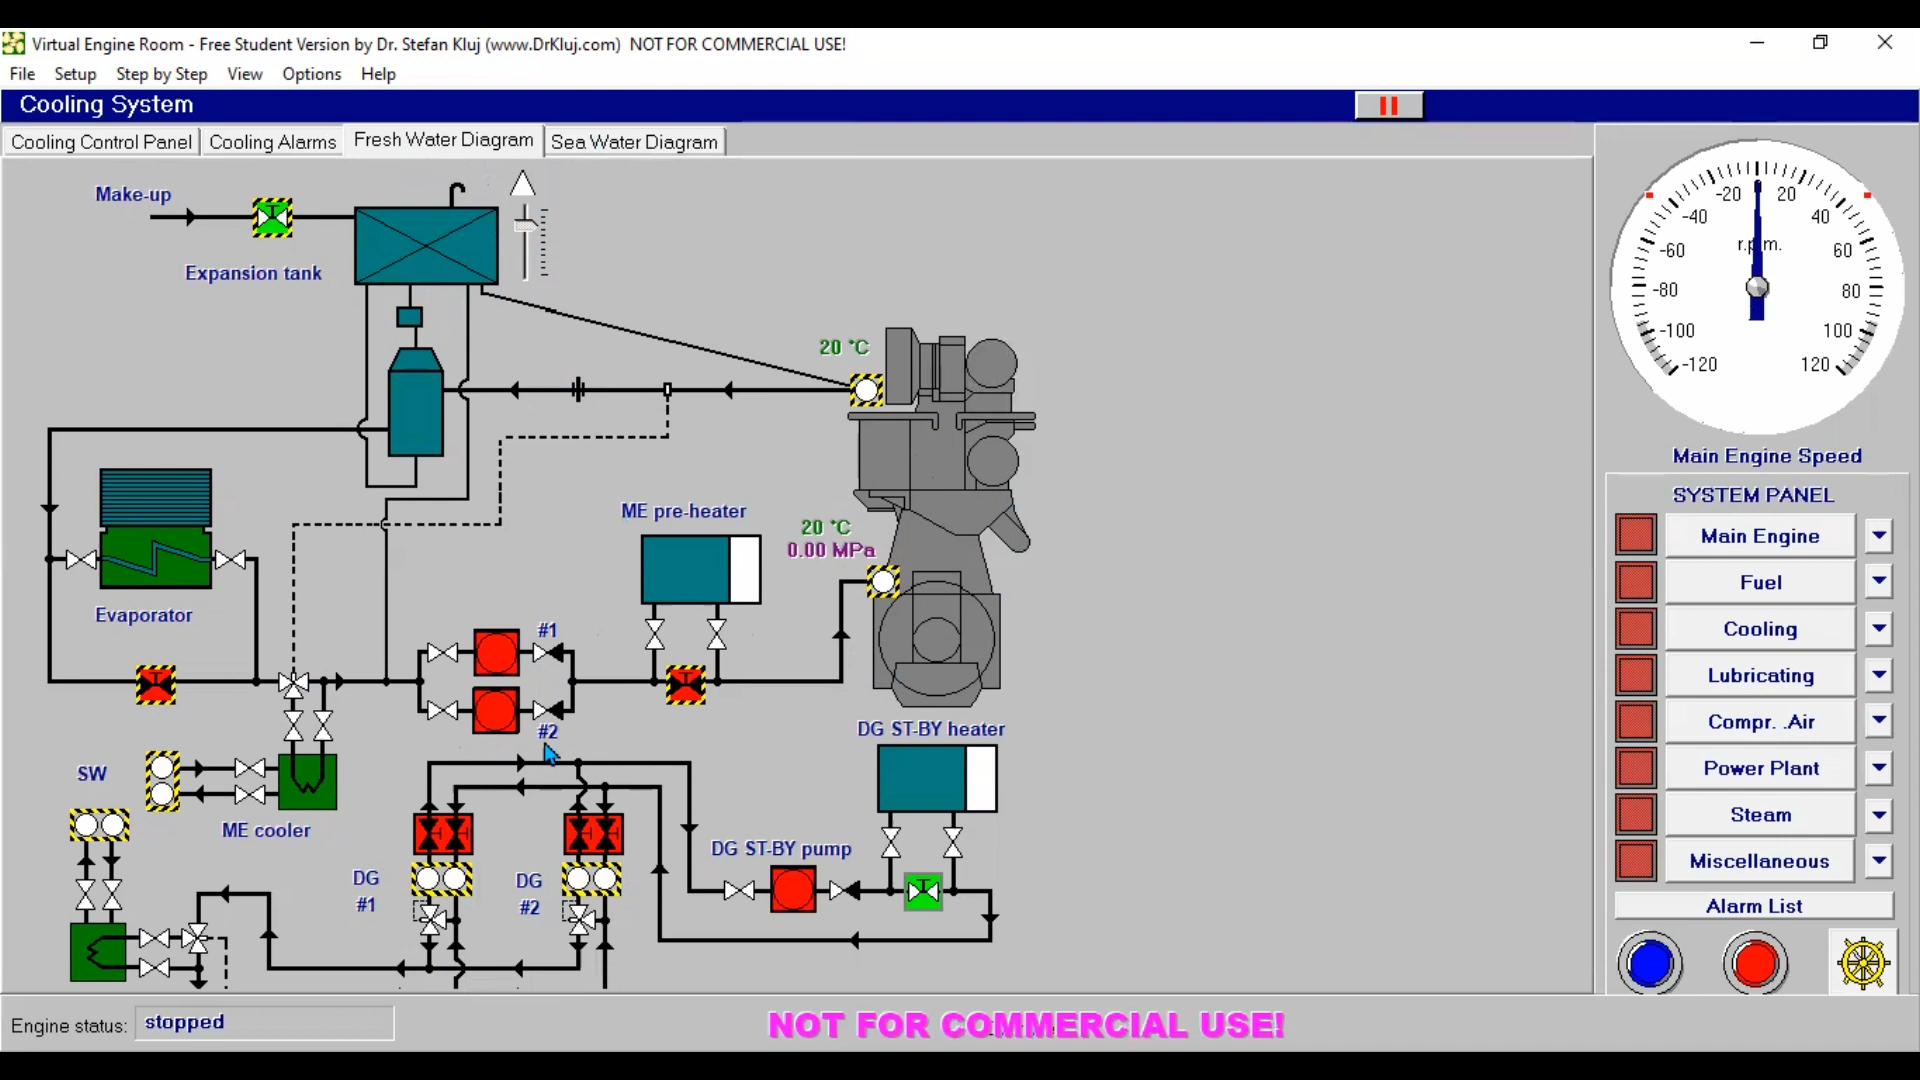 Virtual Engine Room - Free Student Version by Dr. Stefan Kluj (www.DrKluj.com)  NOT FOR COMMERCIAL USE!
File Setup Step by Step View Options Help
Cooling System
Cooling Control Panel Cooling Alarms Fresh Water Diagram Sea Water Diagram
Make-up
Expansion tank
20 °C
ME pre-heater
20 °C
0.00 MPa
Evaporator
#1
#2
DG ST-BY heater
SW
ME cooler
DG ST-BY pump
DG
#1
DG
#2
-20 20
-40 40
r.p.m.
-60 60
-80 80
-100 100
-120 120
Main Engine Speed
SYSTEM PANEL
Main Engine
Fuel
Cooling
Lubricating
Compr. .Air
Power Plant
Steam
Miscellaneous
Alarm List
Engine status: stopped
NOT FOR COMMERCIAL USE!